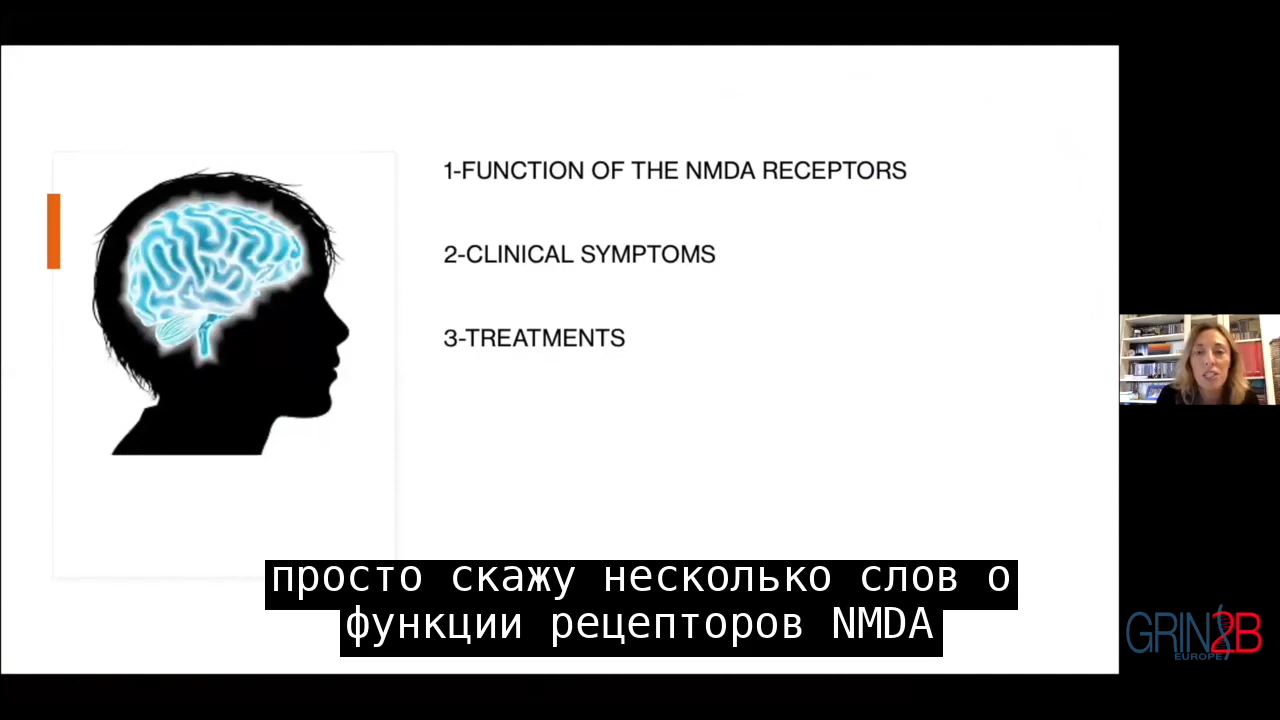 1-FUNCTION OF THE NMDA RECEPTORS
2-CLINICAL SYMPTOMS
3-TREATMENTS
просто скажу несколько слов о
функции рецепторов NMDA
GRIN2B
EUROPE